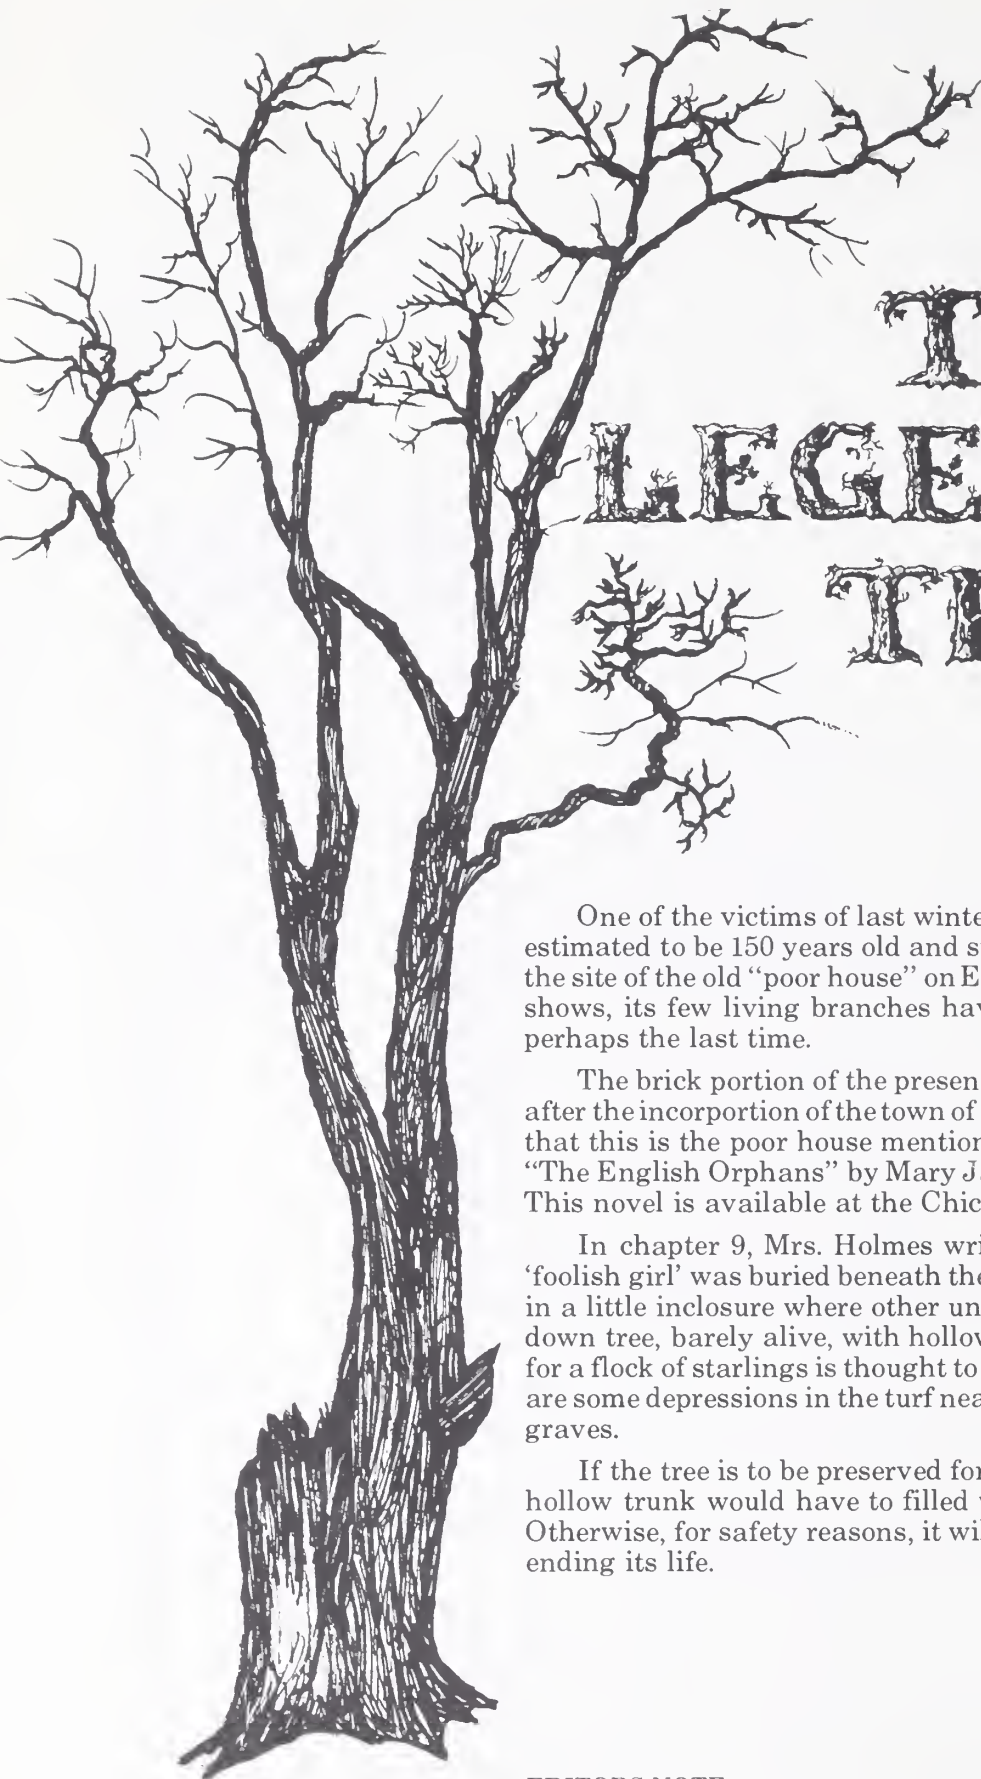 T
LEGE
TH
One of the victims of last winte
estimated to be 150 years old and s
the site of the old “poor house” on E
shows, its few living branches hav
perhaps the last time.
The brick portion of the presen
after the incorportion of the town of
that this is the poor house mention
“The English Orphans” by Mary J.
This novel is available at the Chic
In chapter 9, Mrs. Holmes wri
‘foolish girl’ was buried beneath the
in a little inclosure where other un
down tree, barely alive, with hollow
for a flock of starlings is thought to
are some depressions in the turf nea
graves.
If the tree is to be preserved for
hollow trunk would have to filled
Otherwise, for safety reasons, it wil
ending its life.